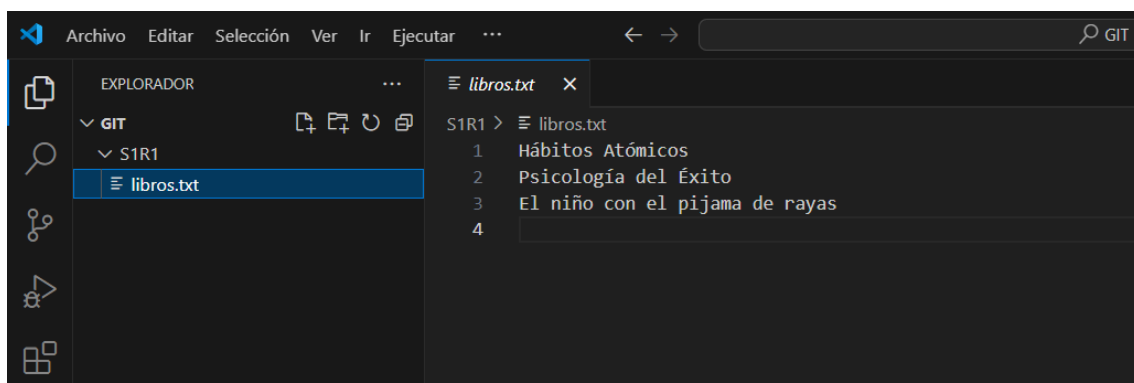 Archivo Editar Selección Ver Ir Ejecutar ··· GIT
EXPLORADOR ···
GIT
S1R1
libros.txt
libros.txt
S1R1 > libros.txt
1 Hábitos Atómicos
2 Psicología del Éxito
3 El niño con el pijama de rayas
4